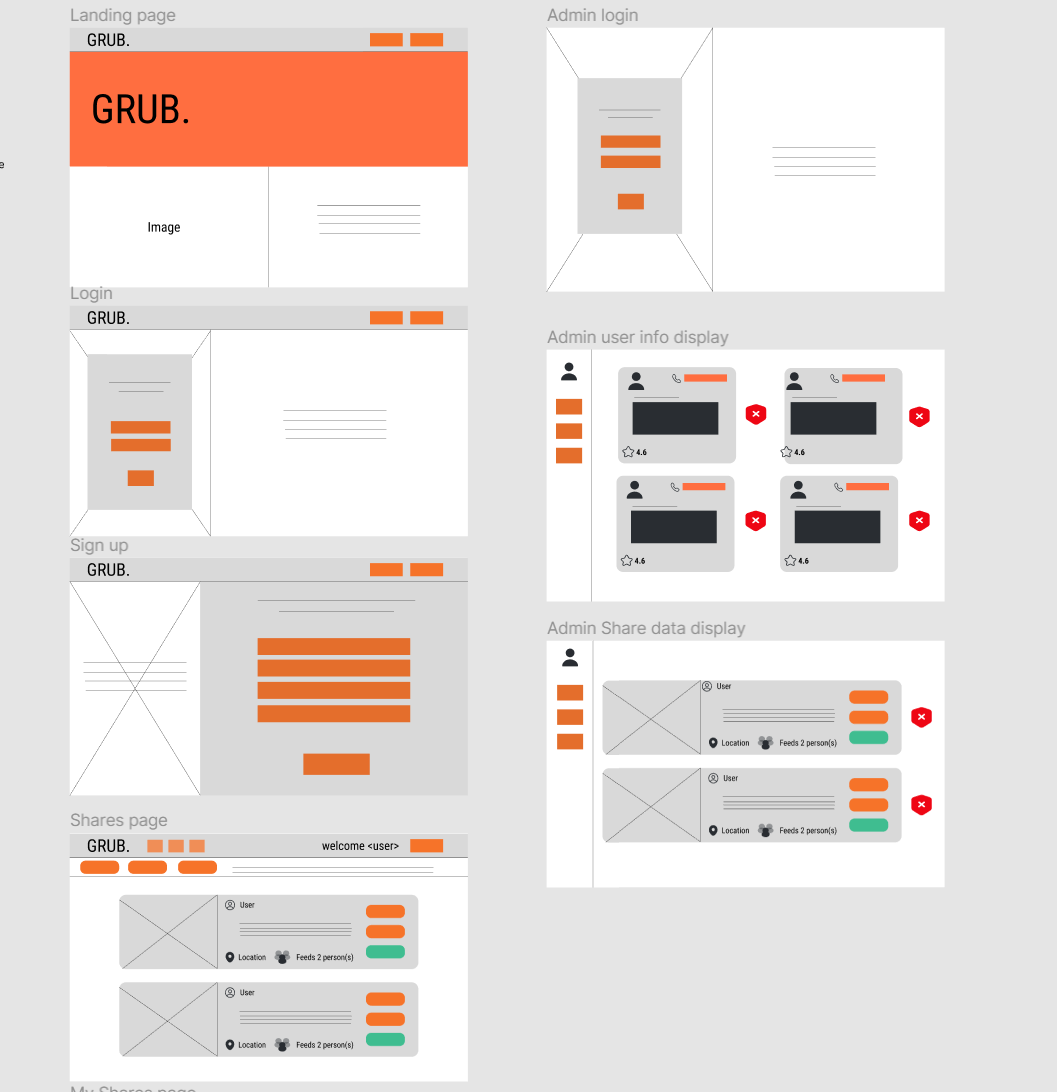 Landing page
GRUB.
GRUB.
Image
Login
GRUB.
Sign up
GRUB.
Shares page
GRUB.
welcome <user>
User
Location
Feeds 2 person(s)
User
Location
Feeds 2 person(s)
My Shares page
Admin login
Admin user info display
4.6
4.6
4.6
4.6
Admin Share data display
User
Location
Feeds 2 person(s)
User
Location
Feeds 2 person(s)